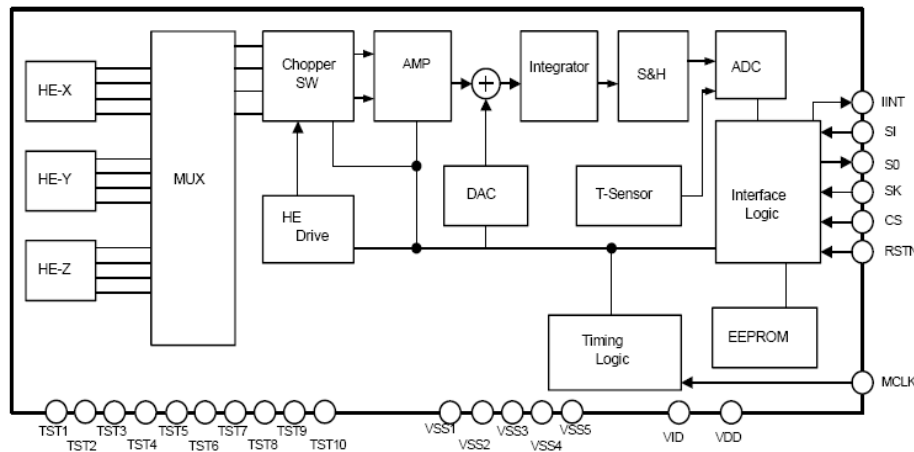 HE-X
HE-Y
HE-Z
MUX
Chopper
SW
AMP
Integrator
S&H
ADC
HE
Drive
DAC
T-Sensor
Interface
Logic
Timing
Logic
EEPROM
IINT
SI
S0
SK
CS
RSTN
MCLK
TST1
TST2
TST3
TST4
TST5
TST6
TST7
TST8
TST9
TST10
VSS1
VSS2
VSS3
VSS4
VSS5
VID
VDD